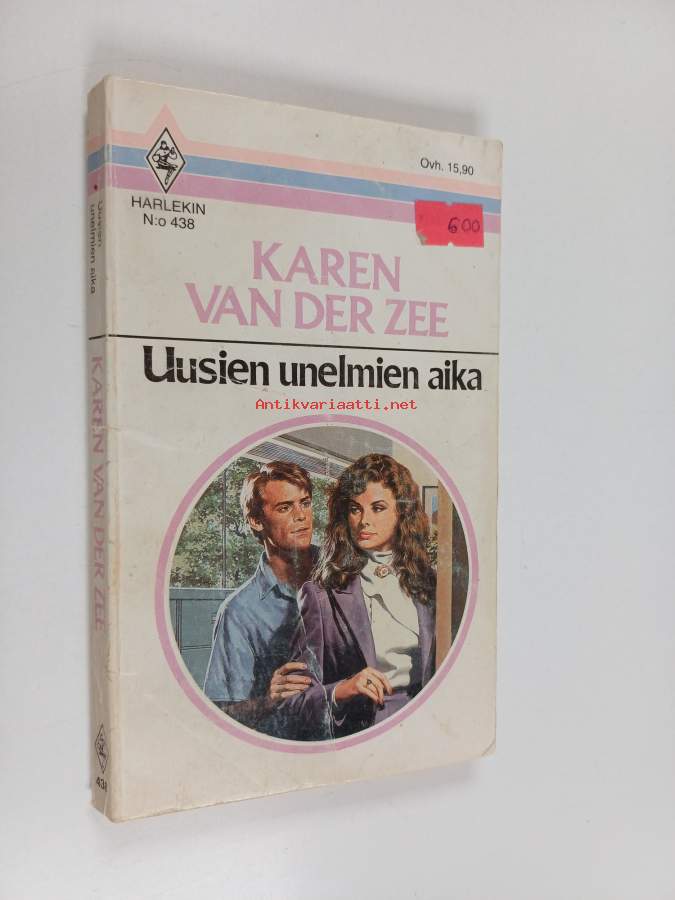 Ovh. 15,90
HARLEKIN
N:o 438
600
KAREN
VAN DER ZEE
Uusien unelmien aika
Antikvariaatti.net
Uusien
unelmien aika
KAREN VAN DER ZEE
438